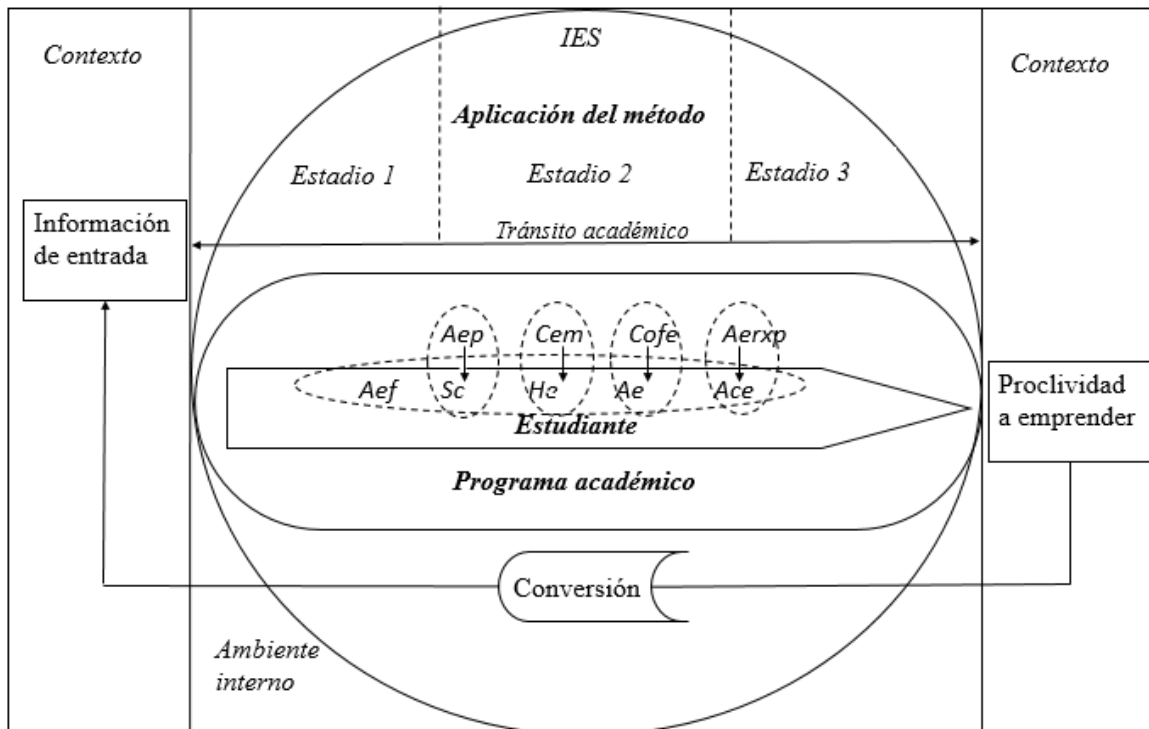 IES
Contexto
Contexto
Aplicación del método
Estadio 1
Estadio 2
Estadio 3
Información
de entrada
Tránsito académico
Aep
Cem
Cofe
Aerxp
Aef
Sc
Ae
Ace
Estudiante
Proclividad
a emprender
Programa académico
Conversión
Ambiente
interno